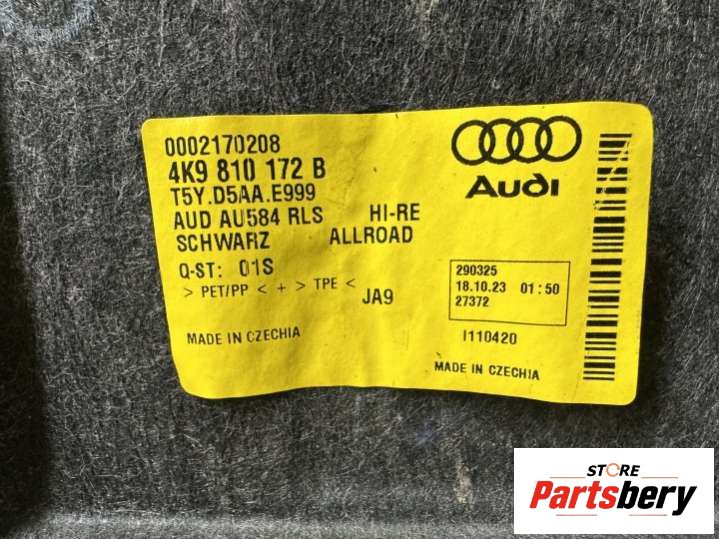 0002170208
4K9 810 172 B
T5Y.D5AA.E999
AUD AU584 RLS HI-RE
SCHWARZ ALLROAD
Q-ST: 01S
> PET/PP < + > TPE <
JA9
MADE IN CZECHIA
Audi
290325
18.10.23 01:50
27372
I110420
MADE IN CZECHIA
STORE
Partsbery